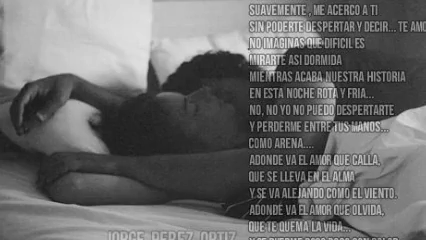 SUAVEMENTE , ME ACERCO A TI
SIN PODERTE DESPERTAR Y DECIR... TE AMO
NO IMAGINAS QUE DIFICIL ES
MIRARTE ASI DORMIDA
MIENTRAS ACABA NUESTRA HISTORIA
EN ESTA NOCHE ROTA Y FRIA...
NO, NO YO NO PUEDO DESPERTARTE
Y PERDERME ENTRE TUS MANOS...
COMO ARENA....
ADONDE VA EL AMOR QUE CALLA,
QUE SE LLEVA EN EL ALMA
Y SE VA ALEJANDO COMO EL VIENTO.
ADONDE VA EL AMOR QUE OLVIDA,
QUE TE QUEMA LA VIDA...
JORGE PEREZ ORTIZ